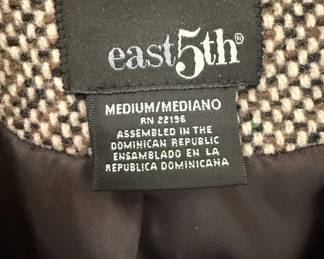 east5th®
MEDIUM/MEDIANO
RN 22196
ASSEMBLED IN THE
DOMINICAN REPUBLIC
ENSAMBLADO EN LA
REPUBLICA DOMINICANA